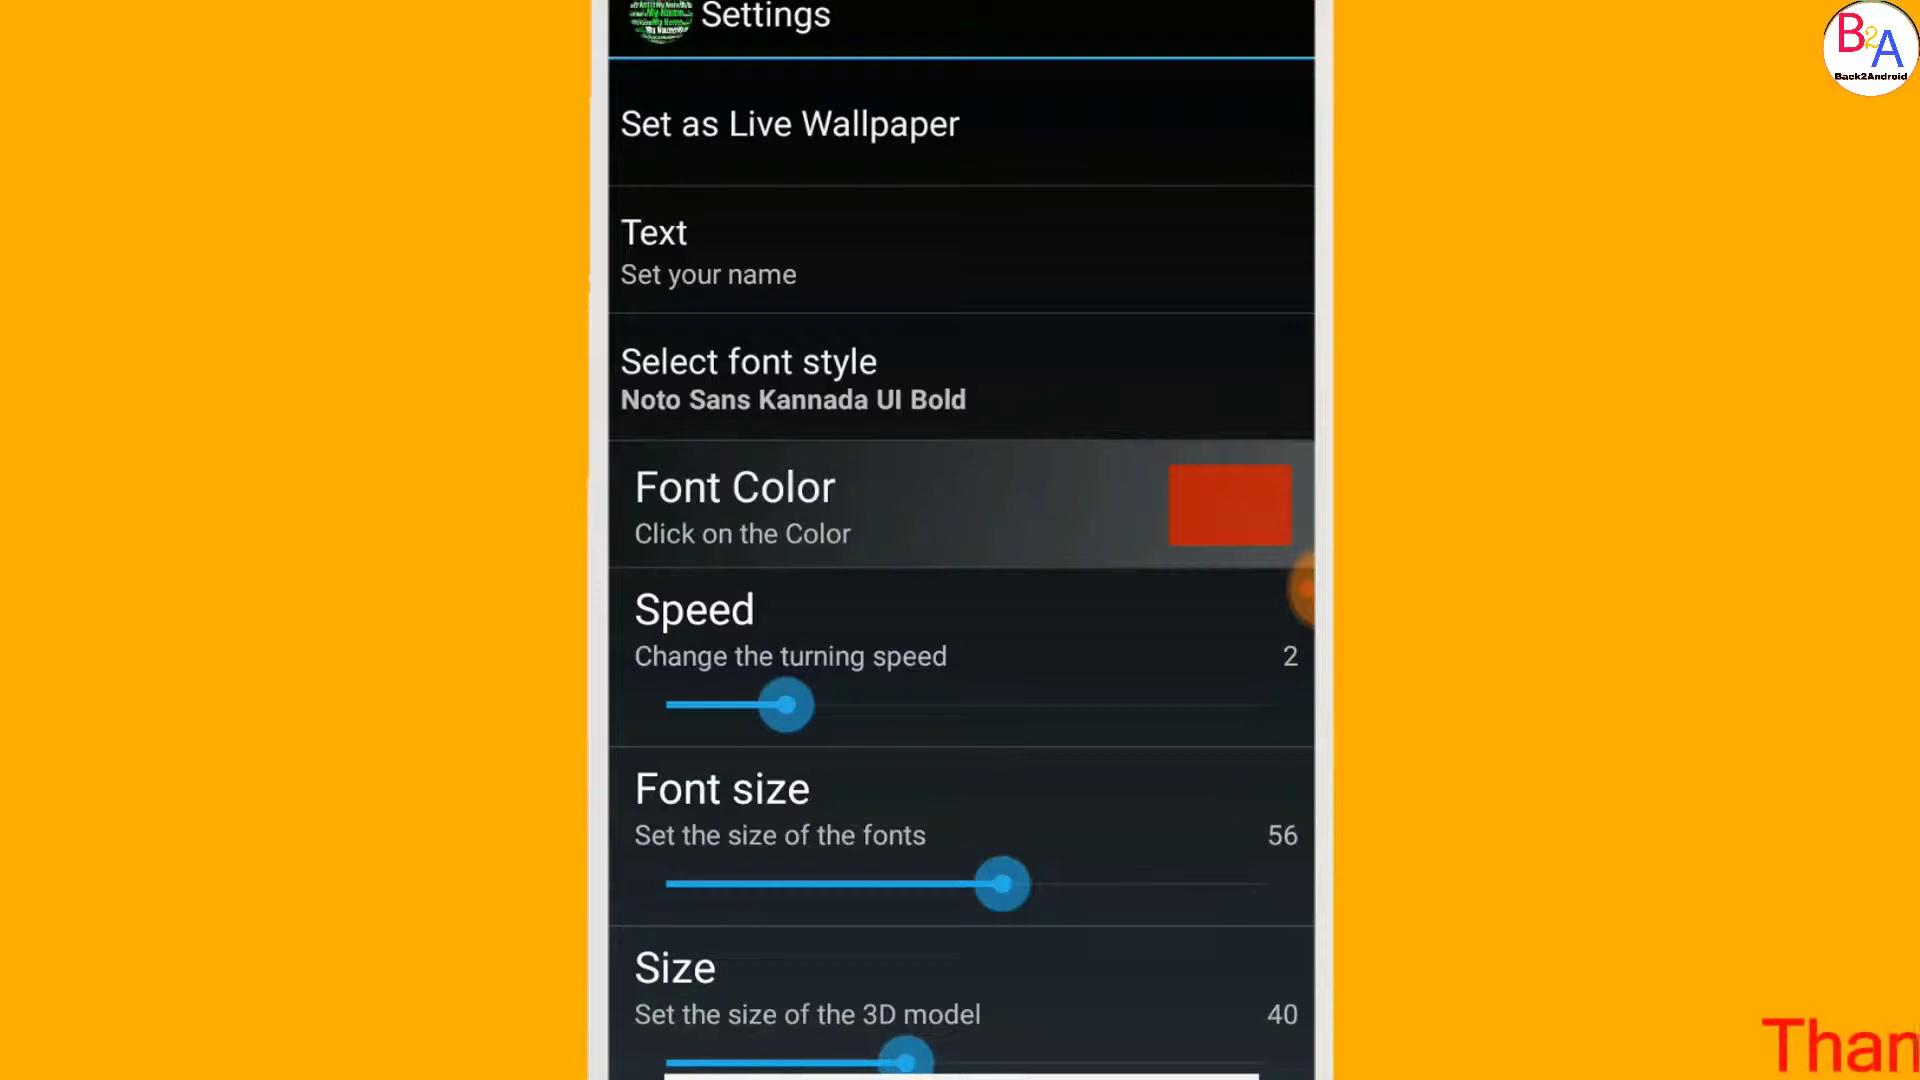 Settings
B2A
Back2Android
Set as Live Wallpaper
Text
Set your name
Select font style
Noto Sans Kannada UI Bold
Font Color
Click on the Color
Speed
Change the turning speed
2
Font size
Set the size of the fonts
56
Size
Set the size of the 3D model
40
Than